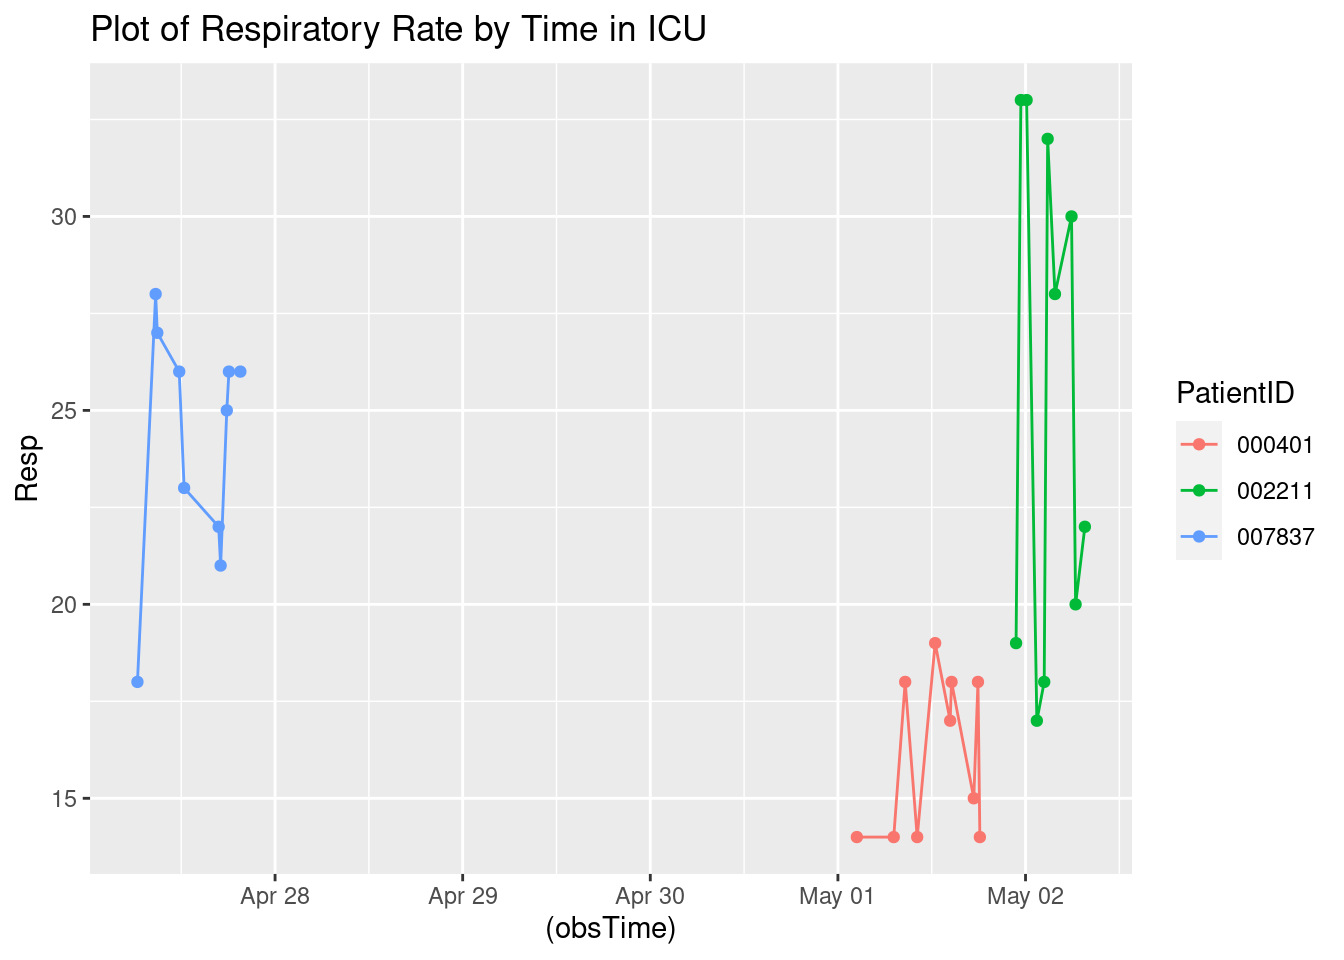 Plot of Respiratory Rate by Time in ICU
Resp
30
25
20
15
Apr 28
Apr 29
Apr 30
May 01
May 02
(obsTime)
PatientID
000401
002211
007837